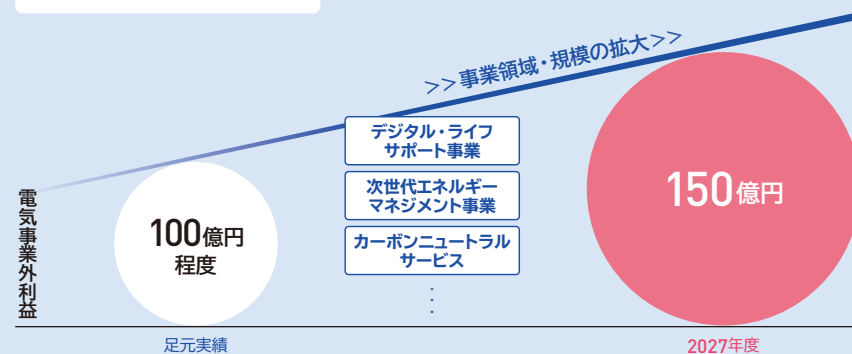 >>事業領域・規模の拡大>>
デジタル・ライフ
サポート事業
次世代エネルギー
マネジメント事業
カーボンニュートラル
サービス
・・・
電気事業外利益
100億円
程度
150億円
足元実績
2027年度